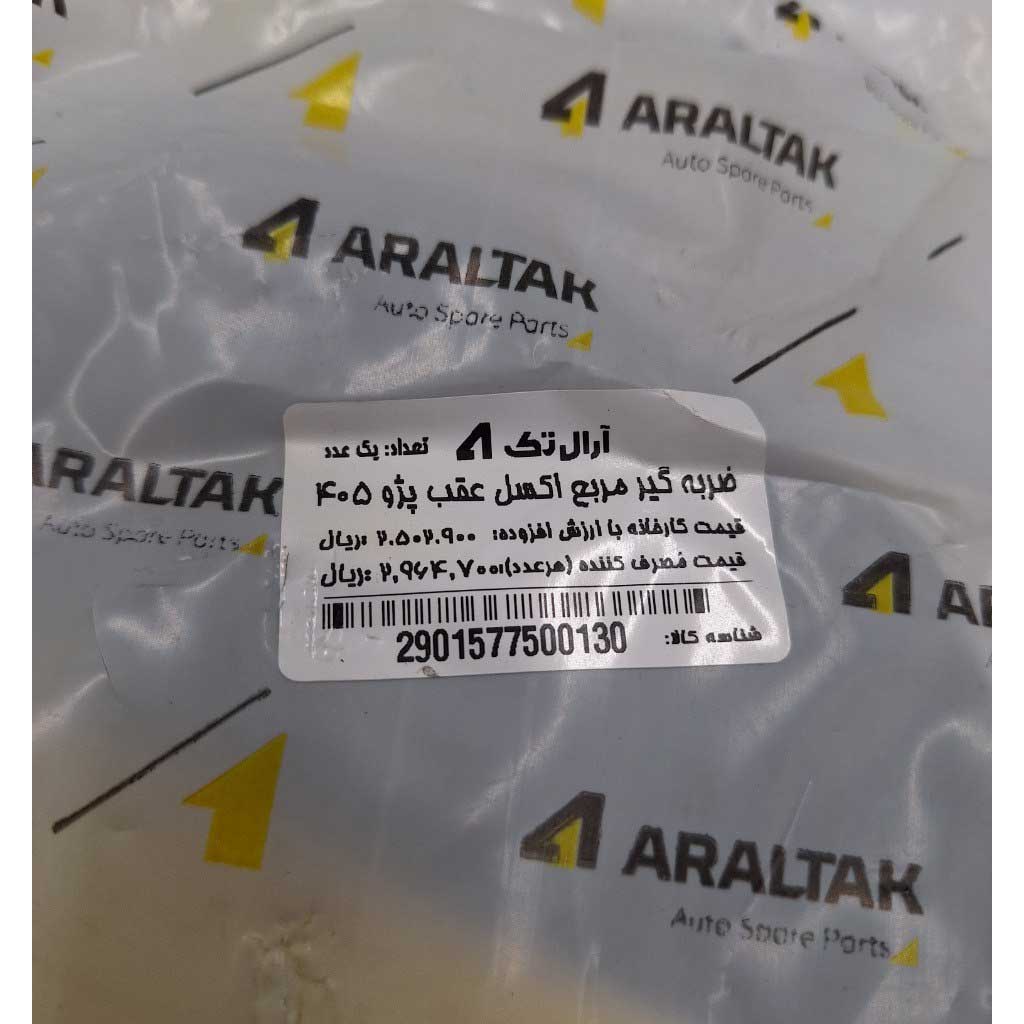 ARALTAK
Auto Spare Parts
ARALTAK
Auto Spare Parts
آرال تک تعداد: یک عدد
ضربه گیر مربع اکسل عقب پژو ۴۰۵
قیمت کارخانه با ارزش افزوده: ۲.۵۰۲.۹۰۰ ریال
قیمت مصرف کننده (هرعدد): ۲,۹۶۴,۷۰۰ ریال
شناسه کالا: 2901577500130
ARALTAK
Auto Spare Parts
ARALTAK
Auto Spare Parts